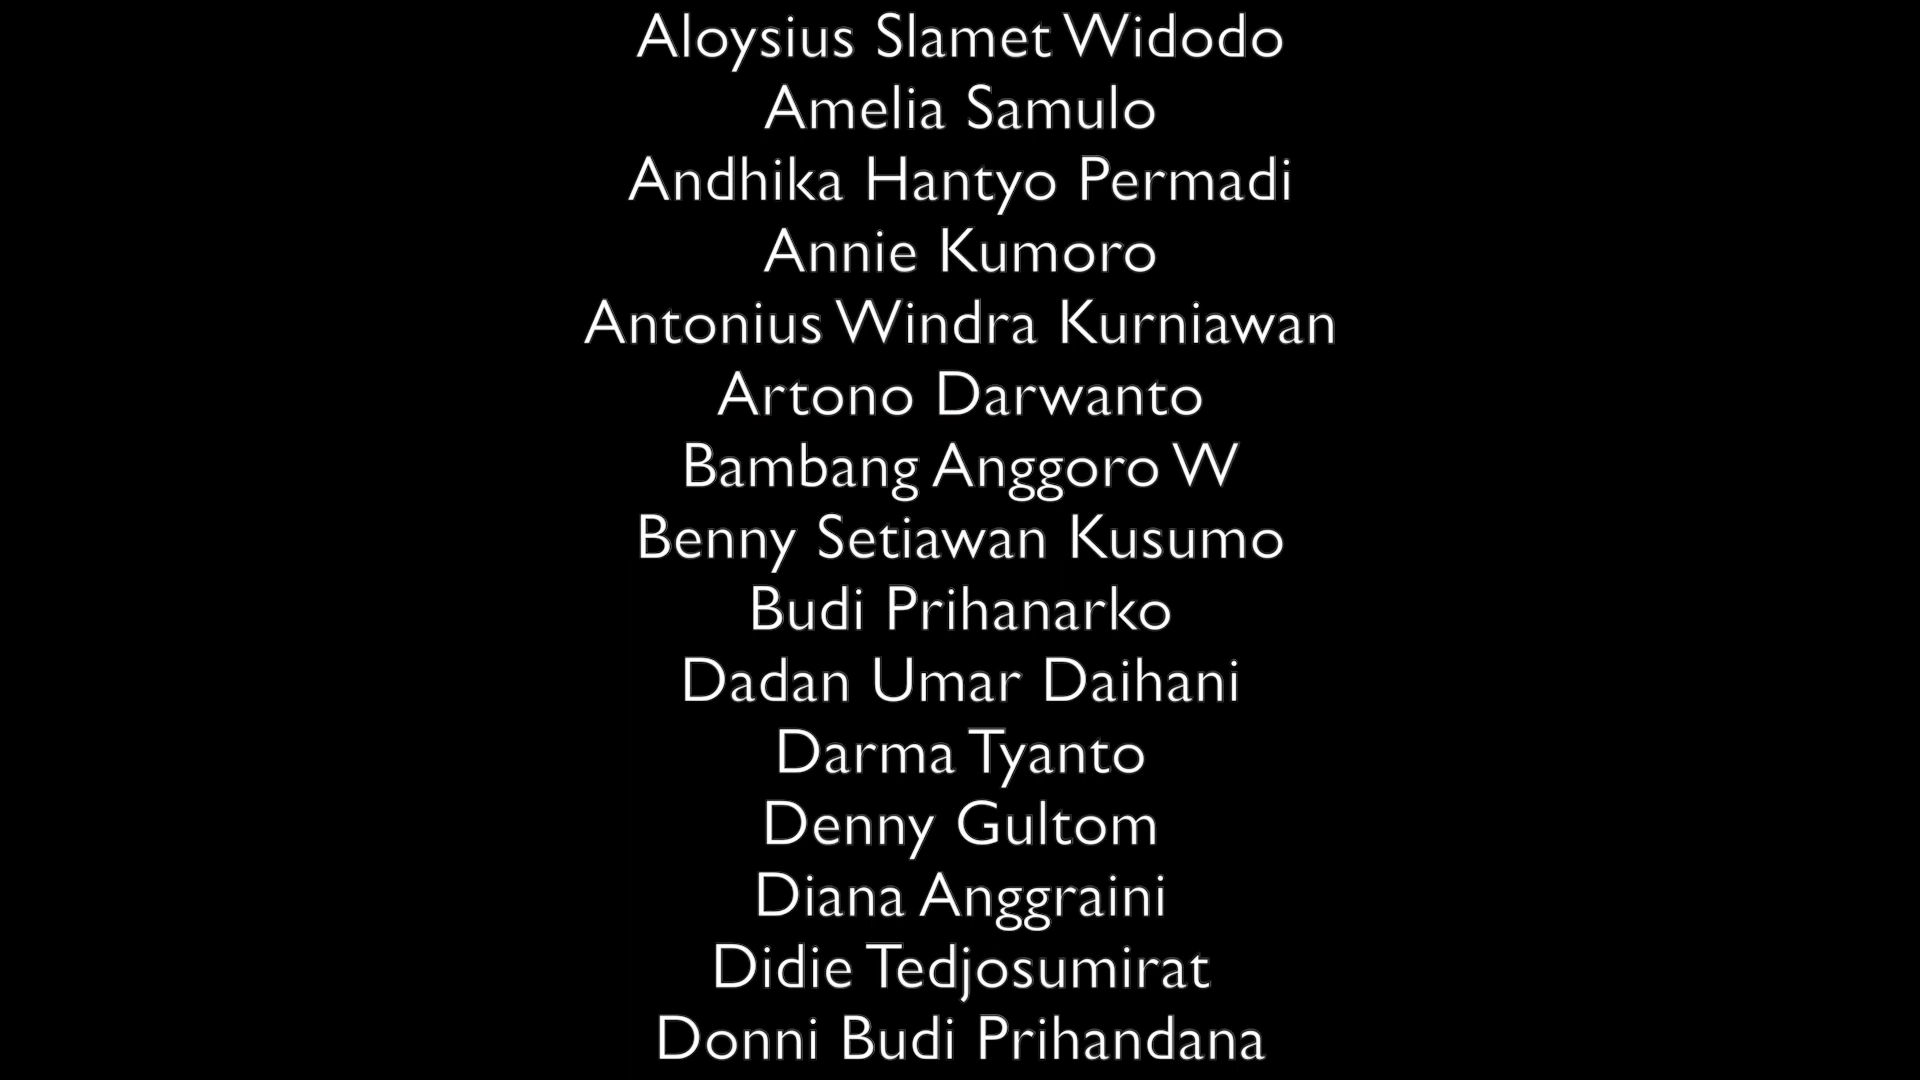 Aloysius Slamet Widodo
Amelia Samulo
Andhika Hantyo Permadi
Annie Kumoro
Antonius Windra Kurniawan
Artono Darwanto
Bambang Anggoro W
Benny Setiawan Kusumo
Budi Prihanarko
Dadan Umar Daihani
Darma Tyanto
Denny Gultom
Diana Anggraini
Didie Tedjosumirat
Donni Budi Prihandana